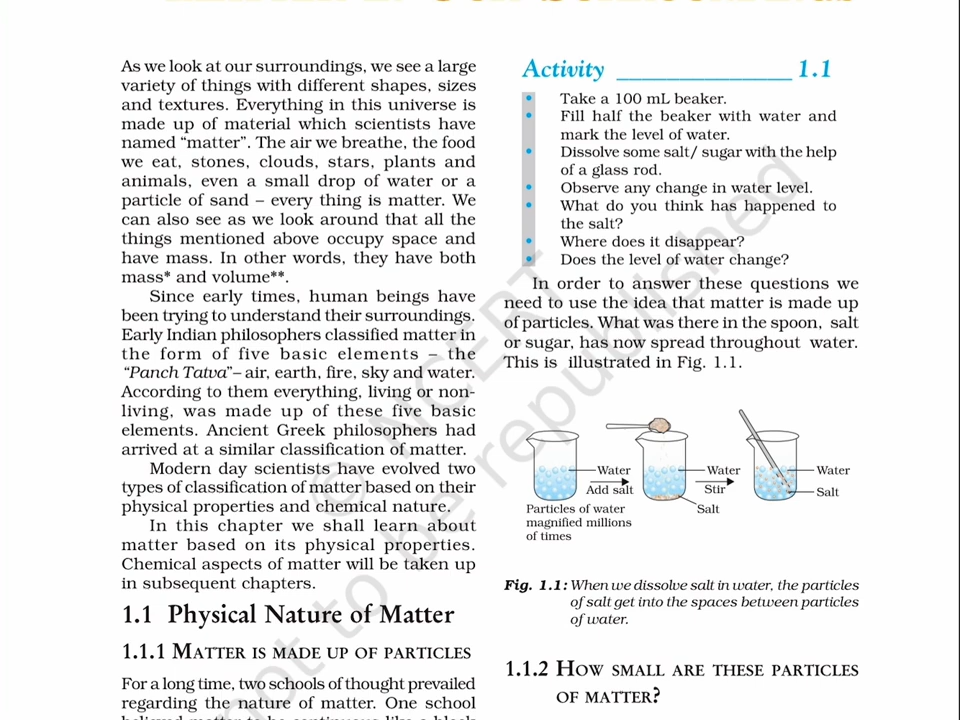 As we look at our surroundings, we see a large
variety of things with different shapes, sizes
and textures. Everything in this universe is
made up of material which scientists have
named “matter”. The air we breathe, the food
we eat, stones, clouds, stars, plants and
animals, even a small drop of water or a
particle of sand – every thing is matter. We
can also see as we look around that all the
things mentioned above occupy space and
have mass. In other words, they have both
mass* and volume**.
Since early times, human beings have
been trying to understand their surroundings.
Early Indian philosophers classified matter in
the form of five basic elements – the
“Panch Tatva”– air, earth, fire, sky and water.
According to them everything, living or non-
living, was made up of these five basic
elements. Ancient Greek philosophers had
arrived at a similar classification of matter.
Modern day scientists have evolved two
types of classification of matter based on their
physical properties and chemical nature.
In this chapter we shall learn about
matter based on its physical properties.
Chemical aspects of matter will be taken up
in subsequent chapters.
1.1 Physical Nature of Matter
1.1.1 MATTER IS MADE UP OF PARTICLES
For a long time, two schools of thought prevailed
regarding the nature of matter. One school
Activity ______________ 1.1
• Take a 100 mL beaker.
• Fill half the beaker with water and
mark the level of water.
• Dissolve some salt/ sugar with the help
of a glass rod.
• Observe any change in water level.
• What do you think has happened to
the salt?
• Where does it disappear?
• Does the level of water change?
In order to answer these questions we
need to use the idea that matter is made up
of particles. What was there in the spoon, salt
or sugar, has now spread throughout water.
This is illustrated in Fig. 1.1.
Water
Add salt
Water
Stir
Salt
Water
Salt
Particles of water
magnified millions
of times
Fig. 1.1: When we dissolve salt in water, the particles
of salt get into the spaces between particles
of water.
1.1.2 HOW SMALL ARE THESE PARTICLES
OF MATTER?
© NCERT
not to be republished